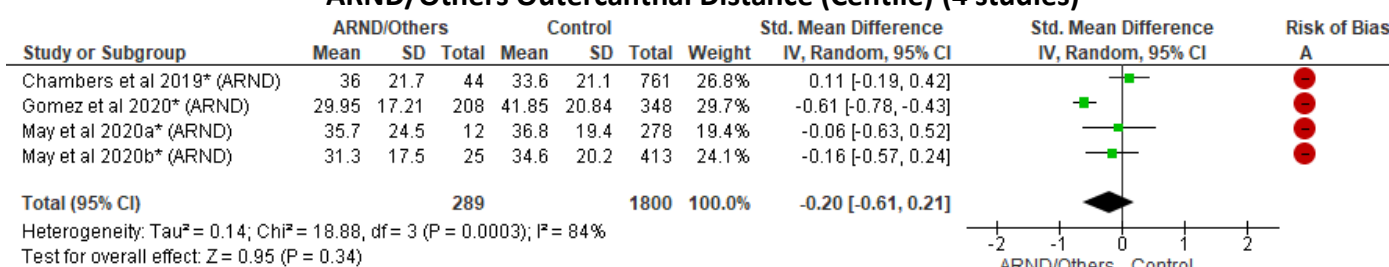 ARND/Others Outercanthal Distance (Centile) (4 studies)
ARND/Others Control Std. Mean Difference Std. Mean Difference Risk of Bias
Study or Subgroup Mean SD Total Mean SD Total Weight IV, Random, 95% CI IV, Random, 95% CI A
Chambers et al 2019* (ARND) 36 21.7 44 33.6 21.1 761 26.8% 0.11 [-0.19, 0.42]
Gomez et al 2020* (ARND) 29.95 17.21 208 41.85 20.84 348 29.7% -0.61 [-0.78, -0.43]
May et al 2020a* (ARND) 35.7 24.5 12 36.8 19.4 278 19.4% -0.06 [-0.63, 0.52]
May et al 2020b* (ARND) 31.3 17.5 25 34.6 20.2 413 24.1% -0.16 [-0.57, 0.24]
Total (95% CI) 289 1800 100.0% -0.20 [-0.61, 0.21]
Heterogeneity: Tau² = 0.14; Chi² = 18.88, df = 3 (P = 0.0003); I² = 84%
Test for overall effect: Z = 0.95 (P = 0.34)
-2 -1 0 1 2
ARND/Others Control